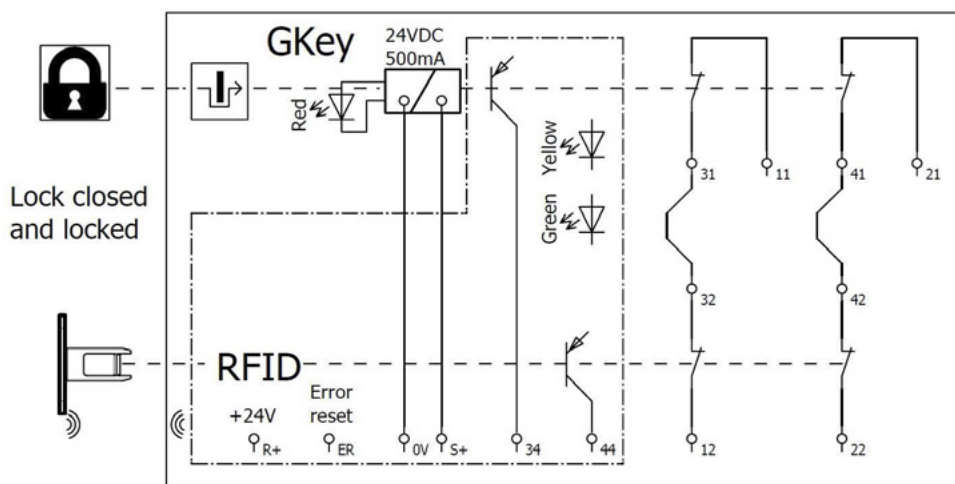 GKey
24VDC
500mA
Red
Yellow
Green
31
11
41
21
Lock closed
and locked
32
42
RFID
+24V
Error
reset
R+
ER
0V
S+
34
44
12
22